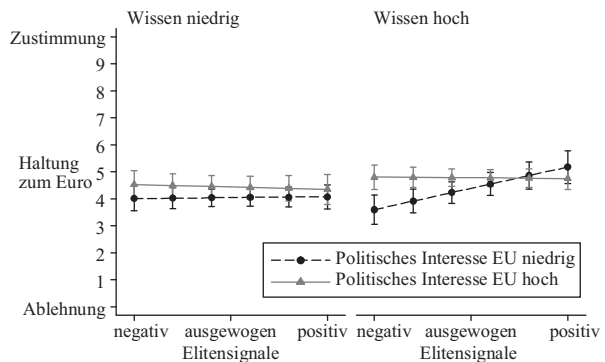 Wissen niedrig
Wissen hoch
Zustimmung
9
8
7
6
5
Haltung
zum Euro
4
3
2
1
Ablehnung
Politisches Interesse EU niedrig
Politisches Interesse EU hoch
negativ ausgewogen positiv
negativ ausgewogen positiv
Elitensignale
Elitensignale